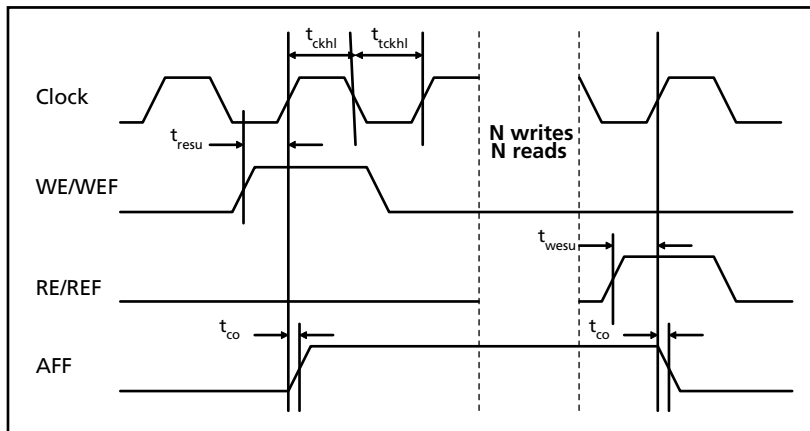 t_ckhl t_tckhl
Clock
N writes
N reads
t_resu
WE/WEF
t_wesu
RE/REF
t_co t_co
AFF